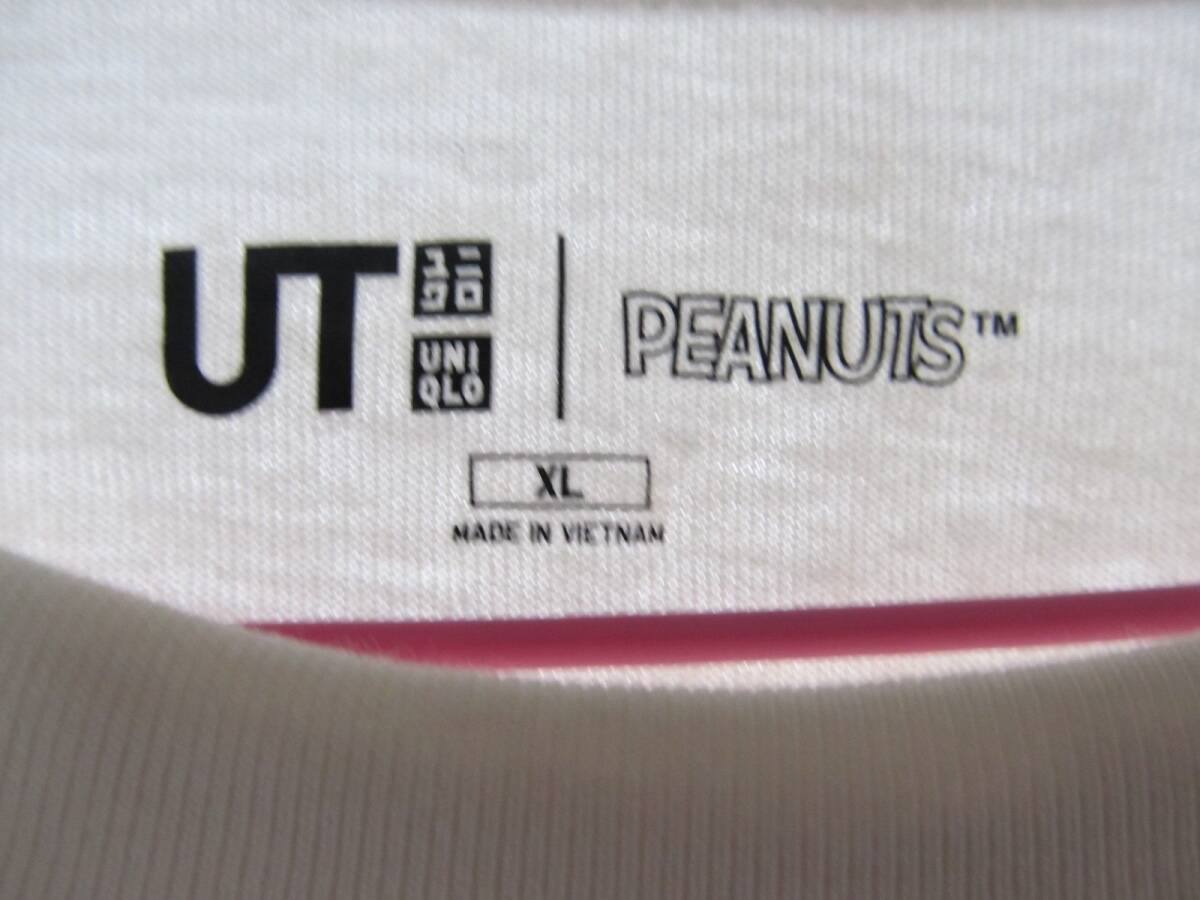 UT
ユニ
クロ
UNI
QLO
PEANUTS™
XL
MADE IN VIETNAM